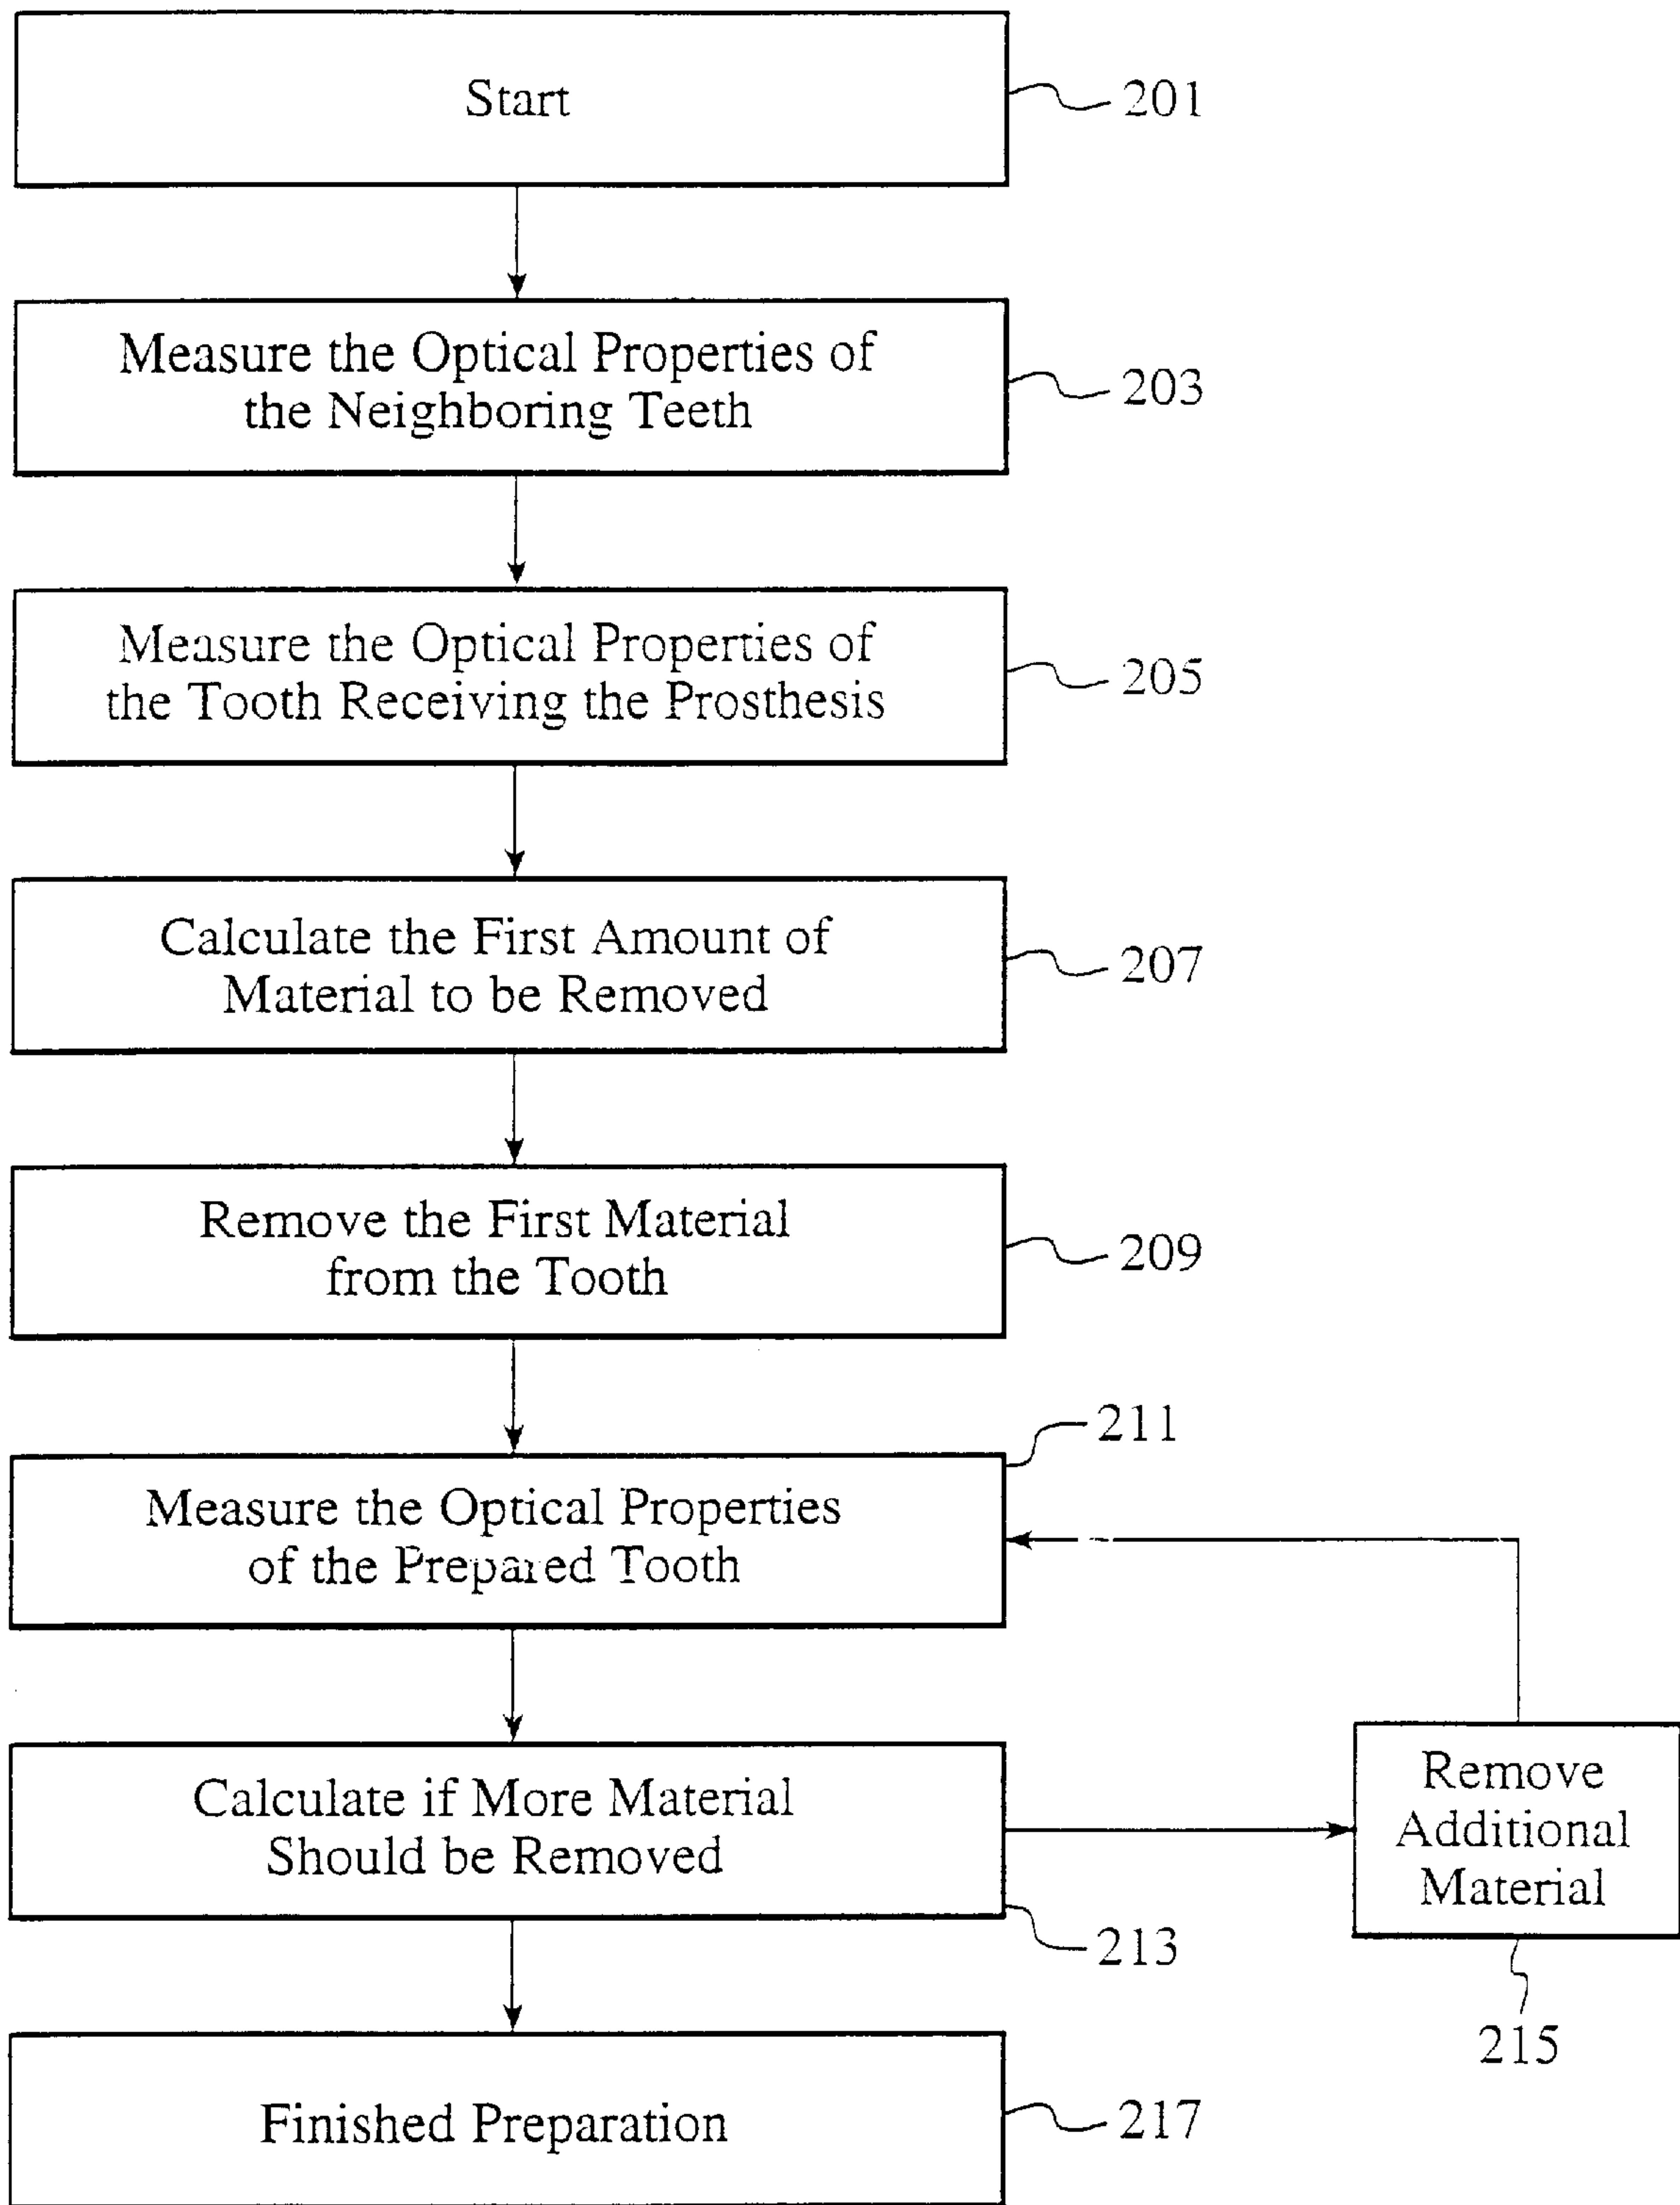 Start
201
Measure the Optical Properties of
the Neighboring Teeth
203
Measure the Optical Properties of
the Tooth Receiving the Prosthesis
205
Calculate the First Amount of
Material to be Removed
207
Remove the First Material
from the Tooth
209
211
Measure the Optical Properties
of the Prepared Tooth
Calculate if More Material
Should be Removed
213
Remove
Additional
Material
215
Finished Preparation
217